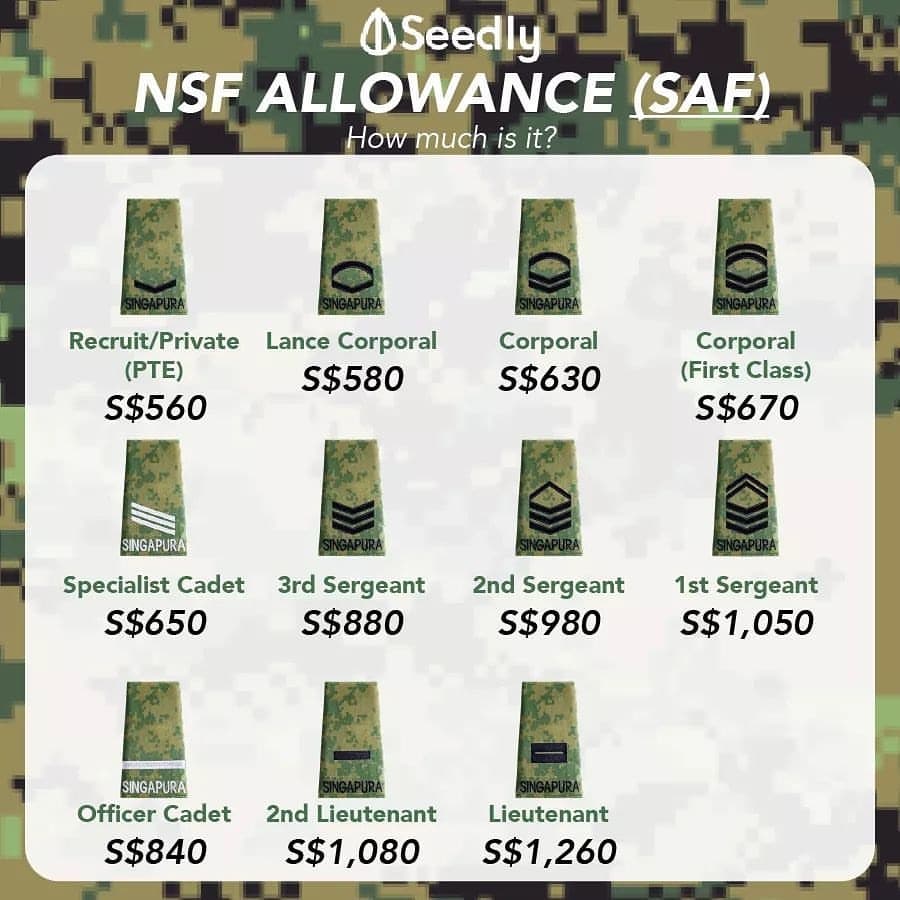 Seedly
NSF ALLOWANCE (SAF)
How much is it?
SINGAPURA SINGAPURA SINGAPURA SINGAPURA
Recruit/Private Lance Corporal Corporal Corporal
(PTE) S$580 S$630 (First Class)
S$560 S$670
SINGAPURA SINGAPURA SINGAPURA SINGAPURA
Specialist Cadet 3rd Sergeant 2nd Sergeant 1st Sergeant
S$650 S$880 S$980 S$1,050
SINGAPURA SINGAPURA SINGAPURA
Officer Cadet 2nd Lieutenant Lieutenant
S$840 S$1,080 S$1,260